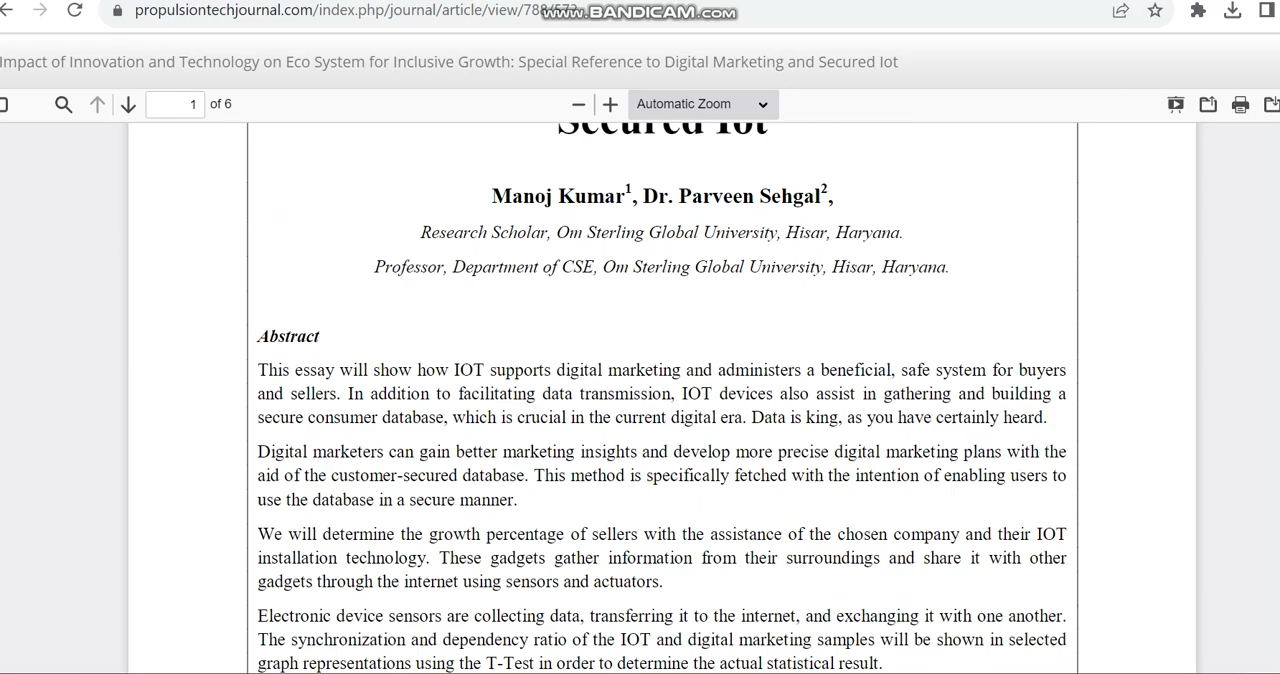 propulsiontechjournal.com/index.php/journal/article/view/788/573
www.BANDICAM.com
Impact of Innovation and Technology on Eco System for Inclusive Growth: Special Reference to Digital Marketing and Secured Iot
1 of 6
Automatic Zoom
Secured Iot
Manoj Kumar1, Dr. Parveen Sehgal2,
Research Scholar, Om Sterling Global University, Hisar, Haryana.
Professor, Department of CSE, Om Sterling Global University, Hisar, Haryana.
Abstract
This essay will show how IOT supports digital marketing and administers a beneficial, safe system for buyers
and sellers. In addition to facilitating data transmission, IOT devices also assist in gathering and building a
secure consumer database, which is crucial in the current digital era. Data is king, as you have certainly heard.
Digital marketers can gain better marketing insights and develop more precise digital marketing plans with the
aid of the customer-secured database. This method is specifically fetched with the intention of enabling users to
use the database in a secure manner.
We will determine the growth percentage of sellers with the assistance of the chosen company and their IOT
installation technology. These gadgets gather information from their surroundings and share it with other
gadgets through the internet using sensors and actuators.
Electronic device sensors are collecting data, transferring it to the internet, and exchanging it with one another.
The synchronization and dependency ratio of the IOT and digital marketing samples will be shown in selected
graph representations using the T-Test in order to determine the actual statistical result.